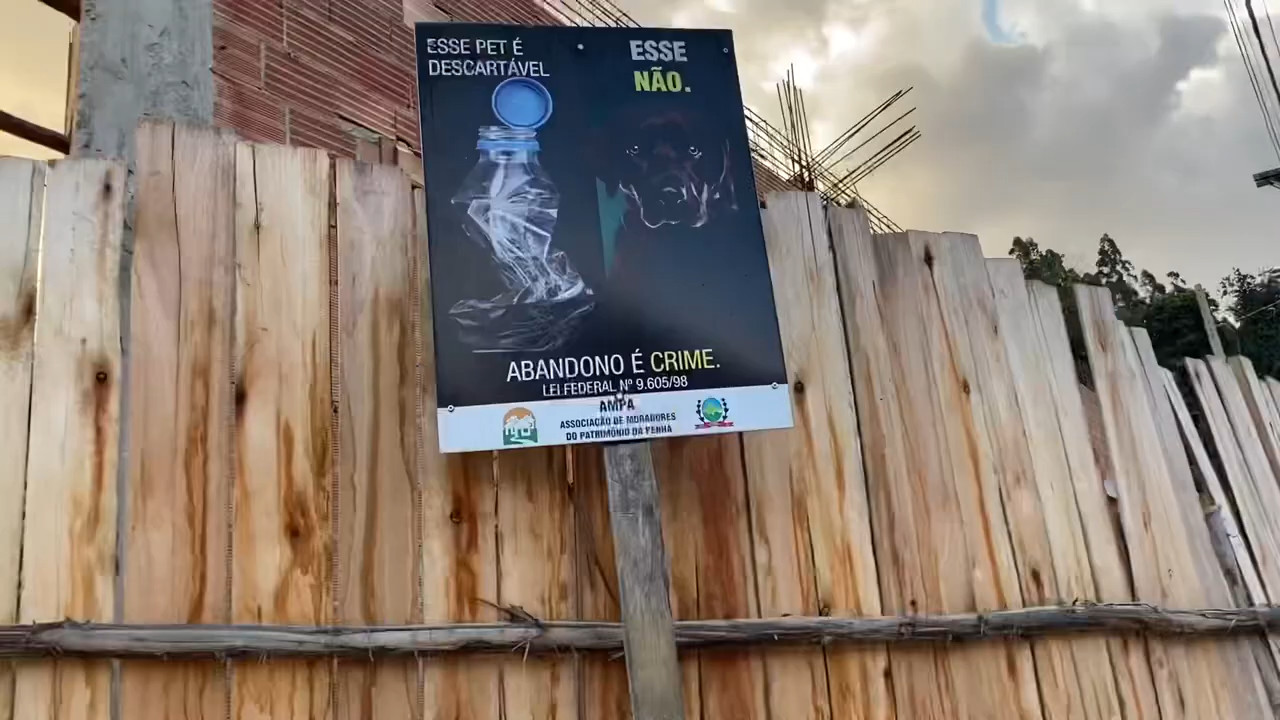 ESSE PET É
DESCARTÁVEL
ESSE
NÃO.
ABANDONO É CRIME.
LEI FEDERAL Nº 9.605/98
AMPA
ASSOCIAÇÃO DE MORADORES
DO PATRIMÔNIO DA PENHA